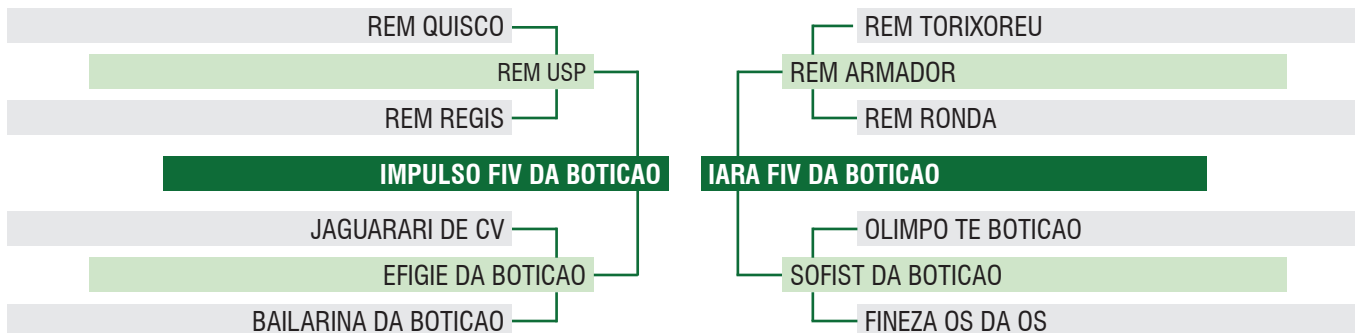 REM QUISCO
REM USP
REM REGIS
IMPULSO FIV DA BOTICAO
JAGUARARI DE CV
EFIGIE DA BOTICAO
BAILARINA DA BOTICAO
REM TORIXOREU
REM ARMADOR
REM RONDA
IARA FIV DA BOTICAO
OLIMPO TE BOTICAO
SOFIST DA BOTICAO
FINEZA OS DA OS